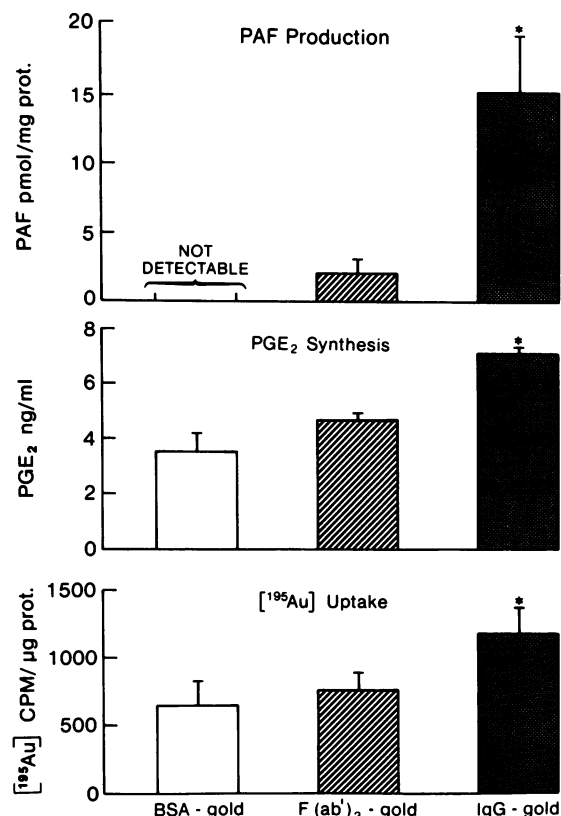 PAF Production
PAF pmol/mg prot.
20
15
10
5
0
NOT
DETECTABLE
*
PGE₂ Synthesis
PGE₂ ng/ml
8
6
4
2
0
*
[¹⁹⁵Au] Uptake
[¹⁹⁵Au] CPM/µg prot.
1500
1000
500
0
*
BSA - gold
F (ab')₂ - gold
IgG - gold